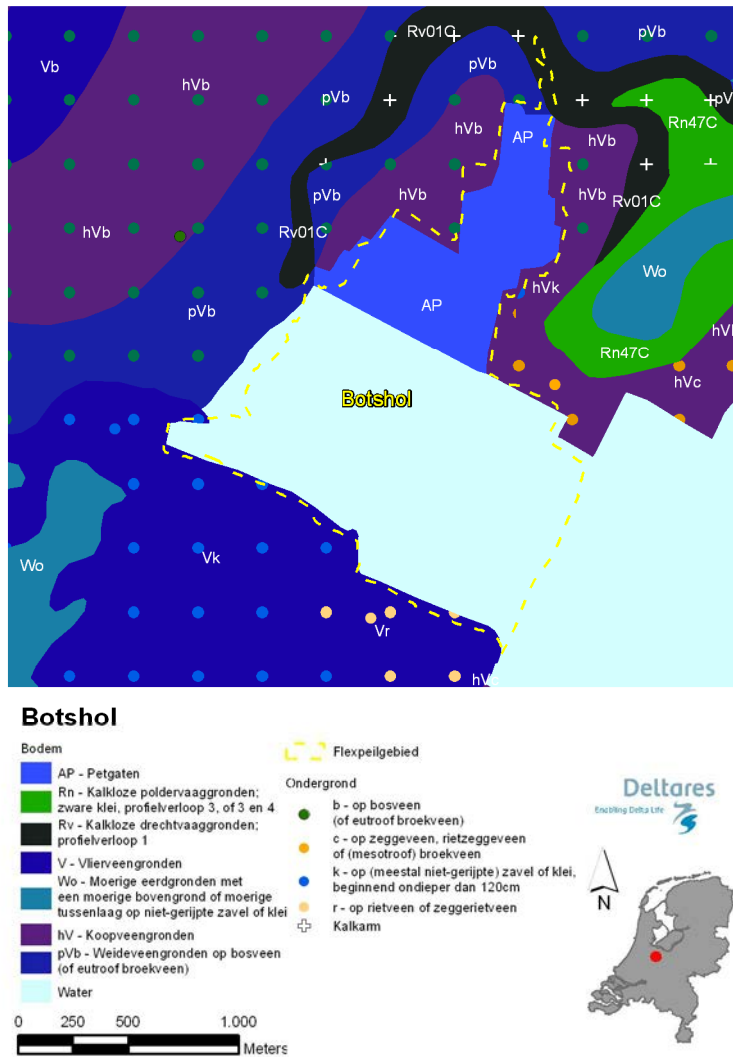 Rv01C
pVb
Vb
pVb
hVb
pVb
Rn47C
hVb
AP
hVb
pVb
hVb
hVb
Rv01C
hVb
Rv01C
Wo
hVk
pVb
AP
Rn47C
hVc
Botshol
Vk
Wo
Vr
hV
Botshol
Bodem
AP - Petgaten
Rn - Kalkloze poldervaaggronden;
zware klei, profielverloop 3, of 3 en 4
Rv - Kalkloze drechtvaaggronden;
profielverloop 1
V - Vlierveengronden
Wo - Moerige eerdgronden met
een moerige bovengrond of moerige
tussenlaag op niet-gerijpte zavel of klei
hV - Koopveengronden
pVb - Weideveengronden op bosveen
(of eutroof broekveen)
Water
0 250 500 1.000
Meters
Flexpeilgebied
Ondergrond
b - op bosveen
(of eutroof broekveen)
c - op zeggeveen, rietzeggeveen
of (mesotroof) broekveen
k - op (meestal niet-gerijpte) zavel of klei,
beginnend ondieper dan 120cm
r - op rietveen of zeggerietveen
Kalkarm
Deltares
Enabling Delta Life
N